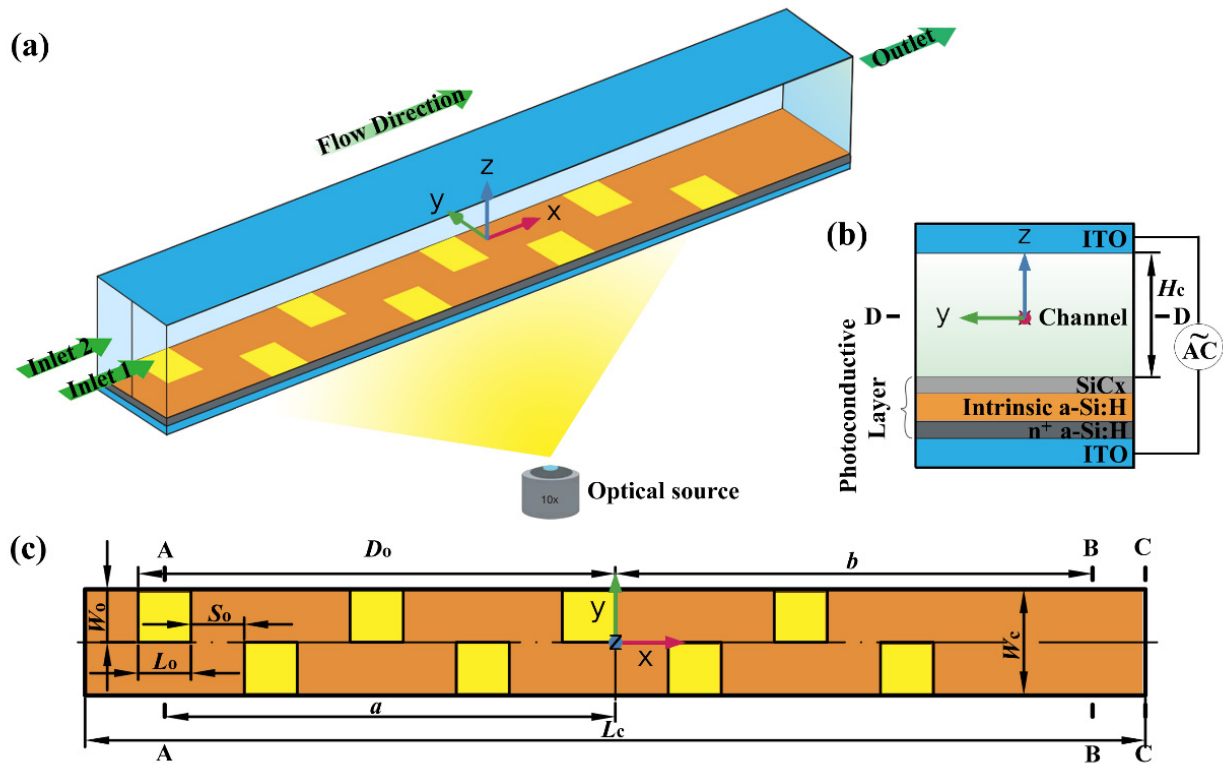 (a)
Outlet
Flow Direction
z
y
x
Inlet 2
Inlet 1
10x
Optical source
(b)
ITO
z
Hc
D
y
Channel
D
~
AC
SiCx
Intrinsic a-Si:H
n+ a-Si:H
ITO
Photoconductive
Layer
(c)
A
Do
b
B
C
Wo
So
Lo
y
z
x
Wc
a
Lc
A
B
C